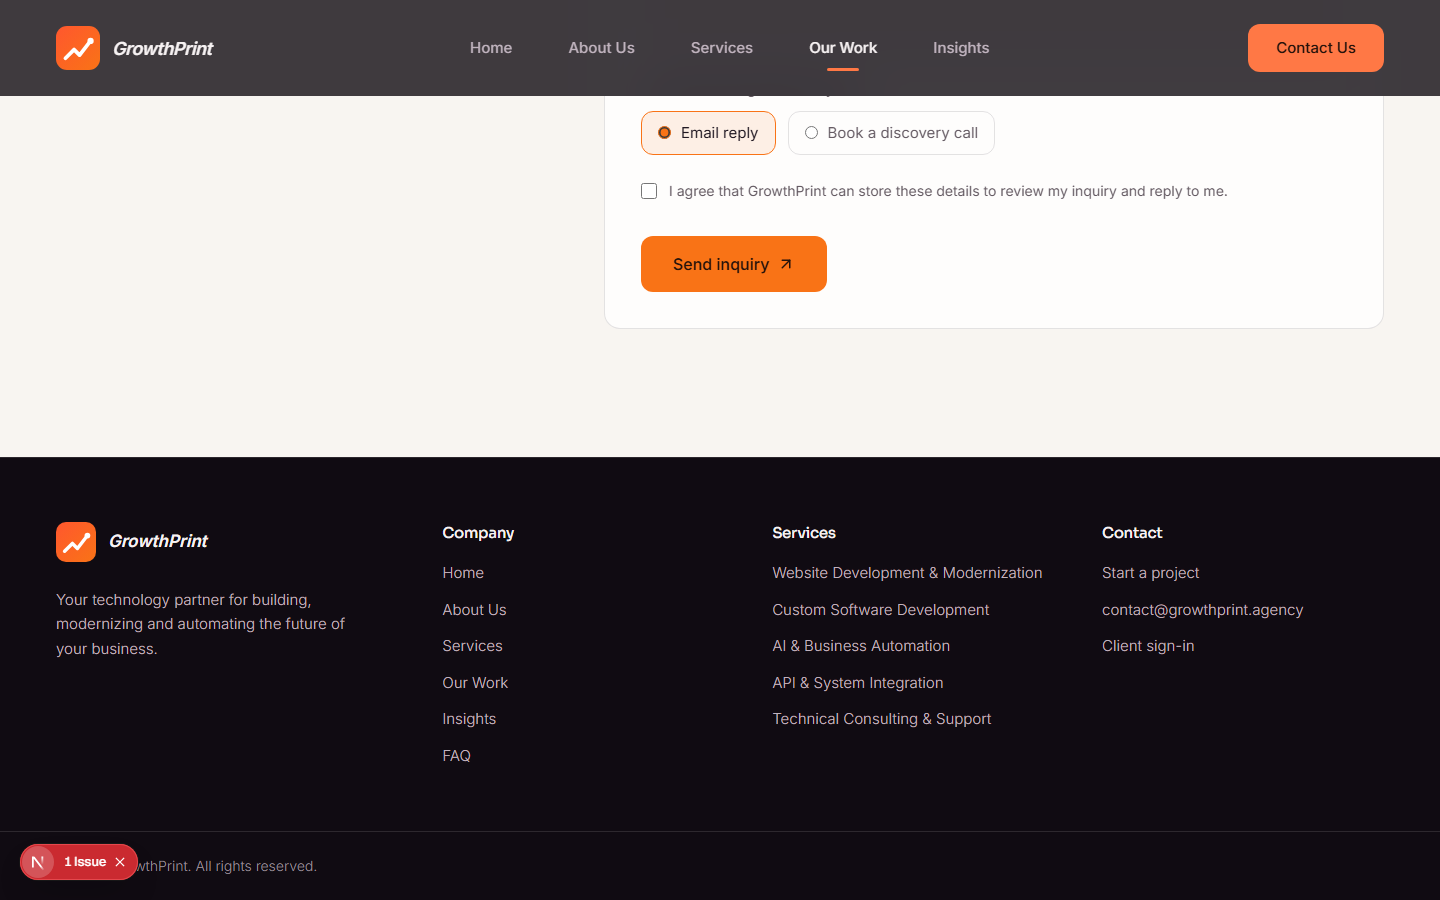 GrowthPrint
Home
About Us
Services
Our Work
Insights
Contact Us
Email reply
Book a discovery call
I agree that GrowthPrint can store these details to review my inquiry and reply to me.
Send inquiry
GrowthPrint
Your technology partner for building,
modernizing and automating the future of
your business.
Company
Home
About Us
Services
Our Work
Insights
FAQ
Services
Website Development & Modernization
Custom Software Development
AI & Business Automation
API & System Integration
Technical Consulting & Support
Contact
Start a project
contact@growthprint.agency
Client sign-in
N
1 Issue
wthPrint. All rights reserved.